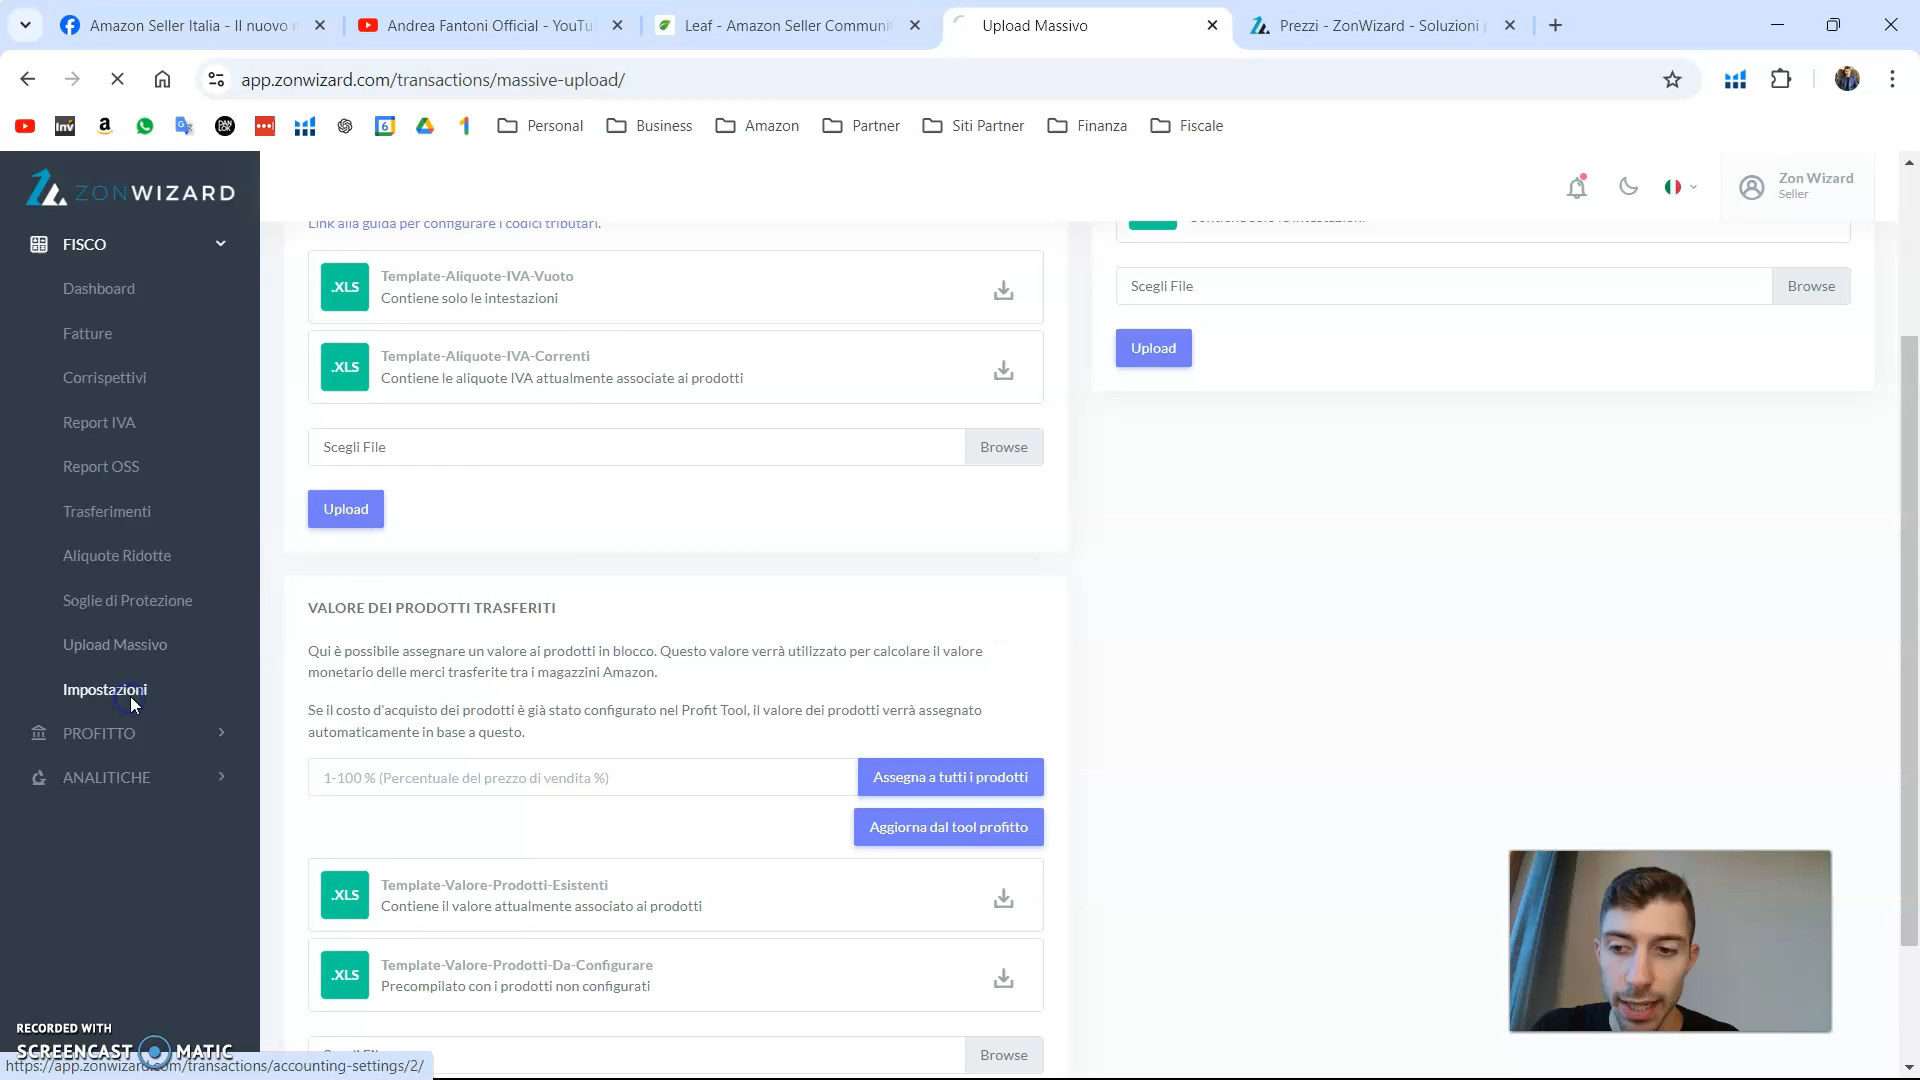 Amazon Seller Italia - Il nuovo
Andrea Fantoni Official - YouTu
Leaf - Amazon Seller Communi
Upload Massivo
Prezzi - ZonWizard - Soluzioni
app.zonwizard.com/transactions/massive-upload/
Personal
Business
Amazon
Partner
Siti Partner
Finanza
Fiscale
ZONWIZARD
Zon Wizard
Seller
FISCO
Dashboard
Fatture
Corrispettivi
Report IVA
Report OSS
Trasferimenti
Aliquote Ridotte
Soglie di Protezione
Upload Massivo
Impostazioni
PROFITTO
ANALITICHE
Link alla guida per configurare i codici tributari.
.XLS
Template-Aliquote-IVA-Vuoto
Contiene solo le intestazioni
.XLS
Template-Aliquote-IVA-Correnti
Contiene le aliquote IVA attualmente associate ai prodotti
Scegli File
Browse
Upload
Scegli File
Browse
Upload
VALORE DEI PRODOTTI TRASFERITI
Qui è possibile assegnare un valore ai prodotti in blocco. Questo valore verrà utilizzato per calcolare il valore
monetario delle merci trasferite tra i magazzini Amazon.
Se il costo d'acquisto dei prodotti è già stato configurato nel Profit Tool, il valore dei prodotti verrà assegnato
automaticamente in base a questo.
1-100 % (Percentuale del prezzo di vendita %)
Assegna a tutti i prodotti
Aggiorna dal tool profitto
.XLS
Template-Valore-Prodotti-Esistenti
Contiene il valore attualmente associato ai prodotti
.XLS
Template-Valore-Prodotti-Da-Configurare
Precompilato con i prodotti non configurati
Browse
RECORDED WITH
SCREENCAST MATIC
https://app.zonwizard.com/transactions/accounting-settings/2/